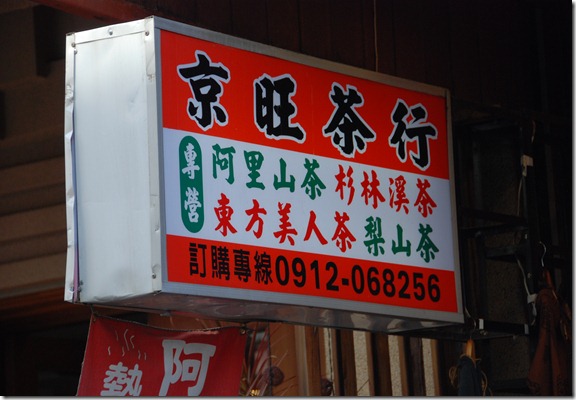 京旺茶行
專營
阿里山茶 杉林溪茶
東方美人茶 梨山茶
訂購專線0912-068256
阿
熱